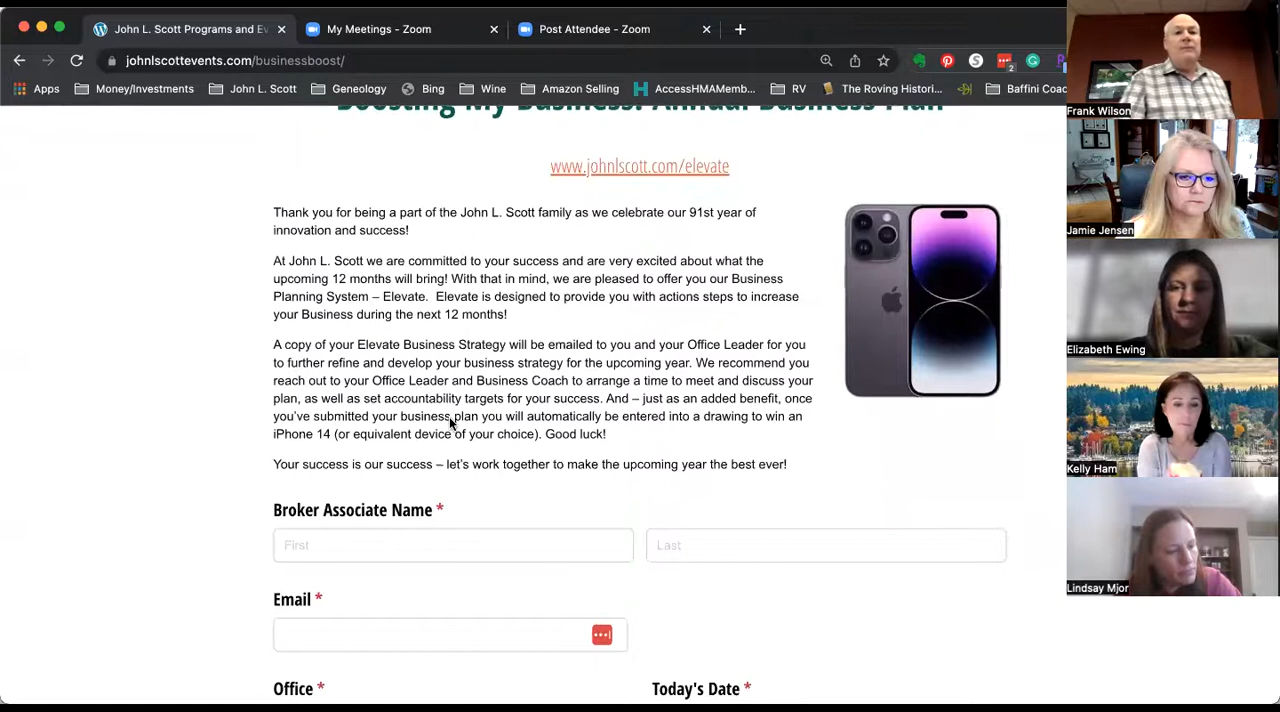 John L. Scott Programs and Ev
My Meetings - Zoom
Post Attendee - Zoom
johnlscottevents.com/businessboost/
Apps
Money/Investments
John L. Scott
Geneology
Bing
Wine
Amazon Selling
AccessHMAMemb...
RV
The Roving Histori...
Baffini Coac
2
Boosting My Business: Annual Business Plan
www.johnlscott.com/elevate
Thank you for being a part of the John L. Scott family as we celebrate our 91st year of
innovation and success!
At John L. Scott we are committed to your success and are very excited about what the
upcoming 12 months will bring! With that in mind, we are pleased to offer you our Business
Planning System – Elevate.  Elevate is designed to provide you with actions steps to increase
your Business during the next 12 months!
A copy of your Elevate Business Strategy will be emailed to you and your Office Leader for you
to further refine and develop your business strategy for the upcoming year. We recommend you
reach out to your Office Leader and Business Coach to arrange a time to meet and discuss your
plan, as well as set accountability targets for your success. And – just as an added benefit, once
you've submitted your business plan you will automatically be entered into a drawing to win an
iPhone 14 (or equivalent device of your choice). Good luck!
Your success is our success – let's work together to make the upcoming year the best ever!
Broker Associate Name *
First
Last
Email *
Office *
Today's Date *
Frank Wilson
Jamie Jensen
Elizabeth Ewing
Kelly Ham
Lindsay Mjor